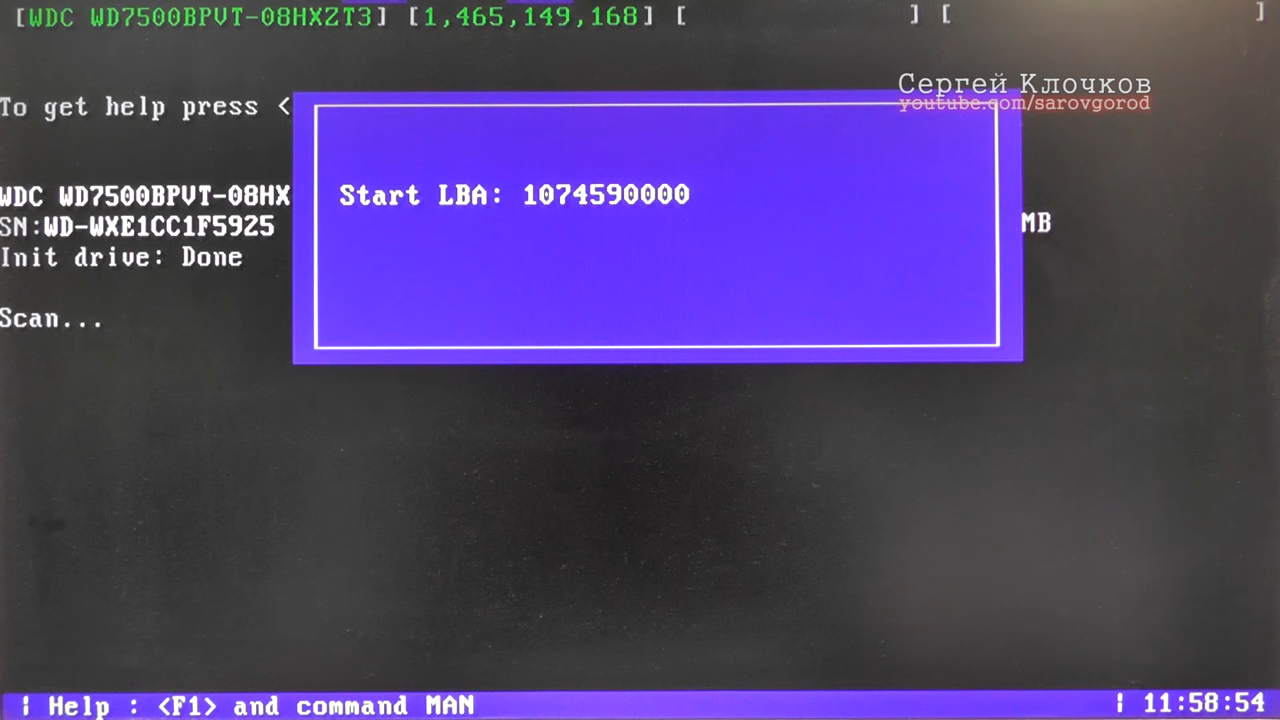 [WDC WD7500BPVT-08HXZT3] [1,465,149,168] [ ] [ ]
Сергей Клочков
youtube.com/sarovgorod
To get help press <
WDC WD7500BPVT-08HX
Start LBA: 1074590000
SN:WD-WXE1CC1F5925 MB
Init drive: Done
Scan...
¦ Help : <F1> and command MAN ¦ 11:58:54